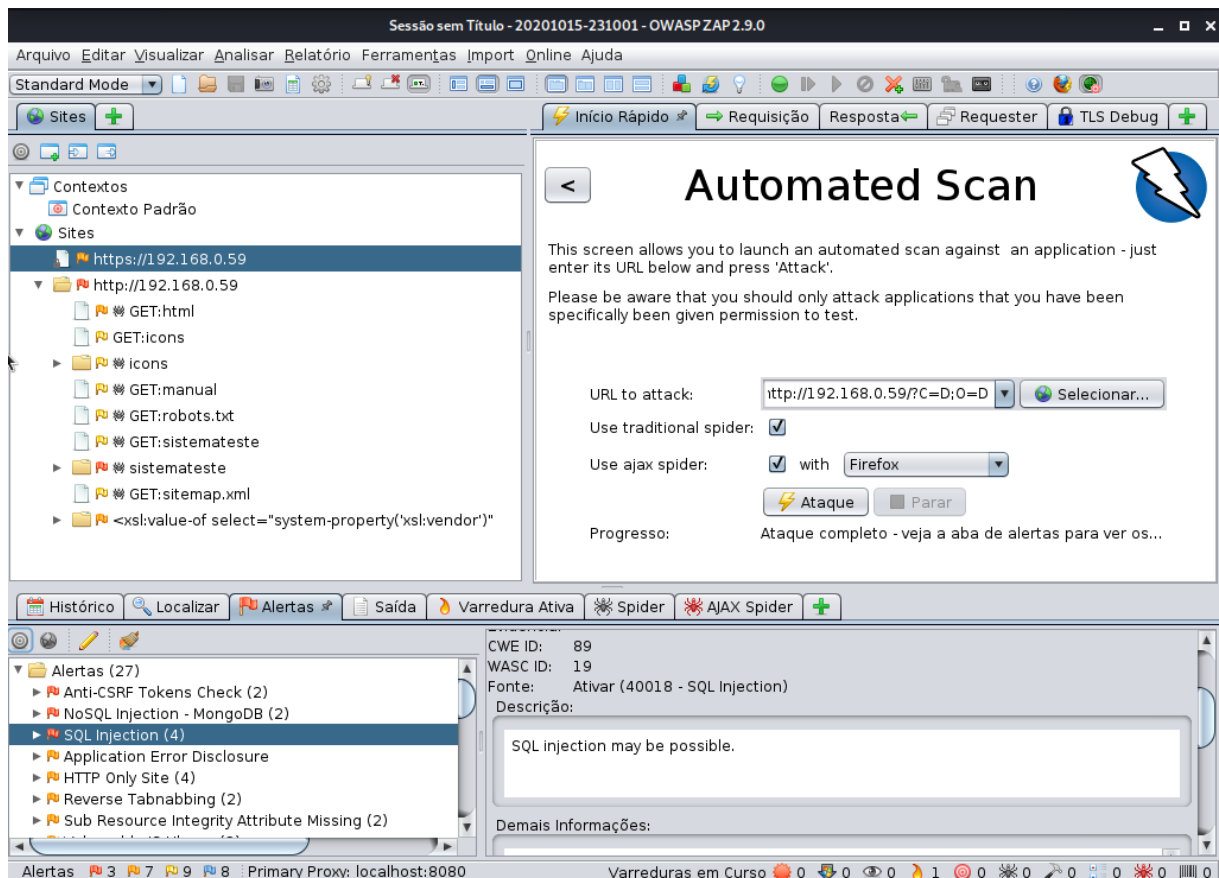 Sessão sem Título - 20201015-231001 - OWASP ZAP 2.9.0
Arquivo Editar Visualizar Analisar Relatório Ferramentas Import Online Ajuda
Standard Mode
Sites
Início Rápido Requisição Resposta Requester TLS Debug
Contextos
Contexto Padrão
Sites
https://192.168.0.59
http://192.168.0.59
GET:html
GET:icons
icons
GET:manual
GET:robots.txt
GET:sistemateste
sistemateste
GET:sitemap.xml
<xsl:value-of select="system-property('xsl:vendor')"
<
Automated Scan
This screen allows you to launch an automated scan against an application - just
enter its URL below and press 'Attack'.
Please be aware that you should only attack applications that you have been
specifically been given permission to test.
URL to attack: http://192.168.0.59/?C=D;O=D Selecionar...
Use traditional spider:
Use ajax spider: with Firefox
Ataque Parar
Progresso: Ataque completo - veja a aba de alertas para ver os...
Histórico Localizar Alertas Saída Varredura Ativa Spider AJAX Spider
Alertas (27)
Anti-CSRF Tokens Check (2)
NoSQL Injection - MongoDB (2)
SQL Injection (4)
Application Error Disclosure
HTTP Only Site (4)
Reverse Tabnabbing (2)
Sub Resource Integrity Attribute Missing (2)
CWE ID: 89
WASC ID: 19
Fonte: Ativar (40018 - SQL Injection)
Descrição:
SQL injection may be possible.
Demais Informações:
Alertas 3 7 9 8 Primary Proxy: localhost:8080 Varreduras em Curso 0 0 0 1 0 0 0 0 0 0